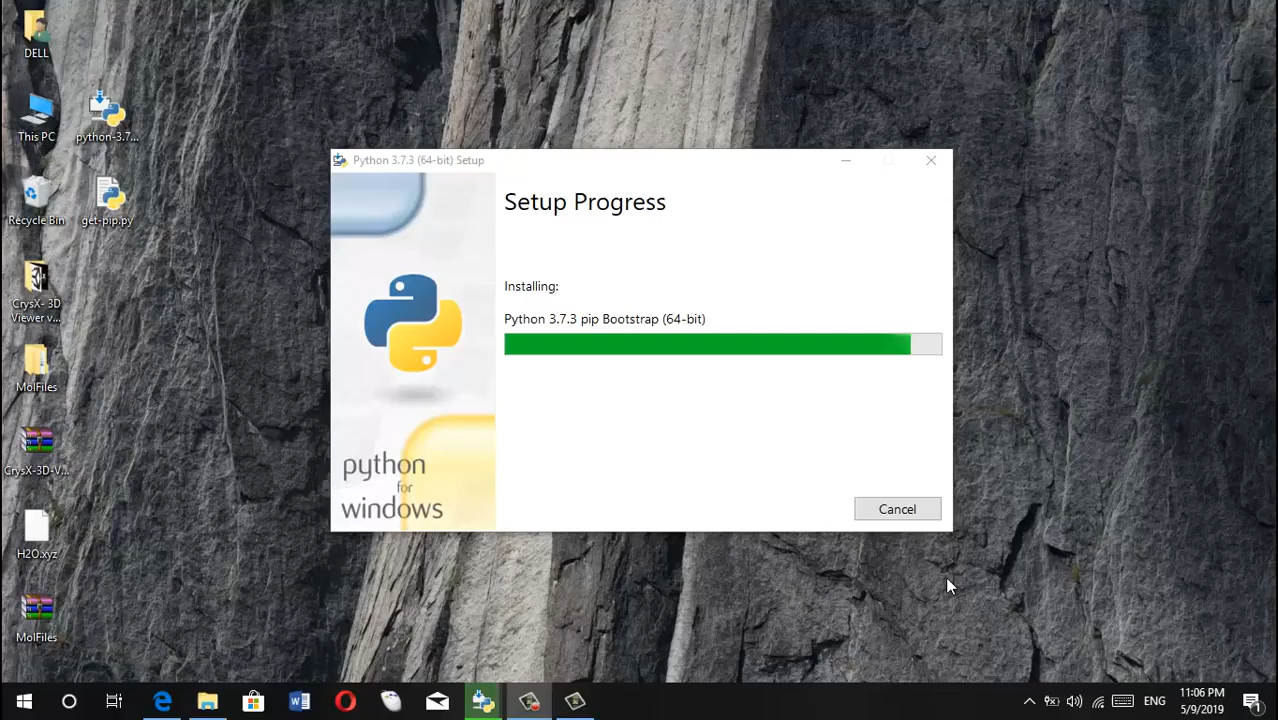 DELL
This PC
python-3.7...
Recycle Bin
get-pip.py
CrysX- 3D
Viewer v...
MolFiles
CrysX-3D-V...
H2O.xyz
MolFiles
Python 3.7.3 (64-bit) Setup
Setup Progress
Installing:
Python 3.7.3 pip Bootstrap (64-bit)
python
for
windows
Cancel
ENG
11:06 PM
5/9/2019
1